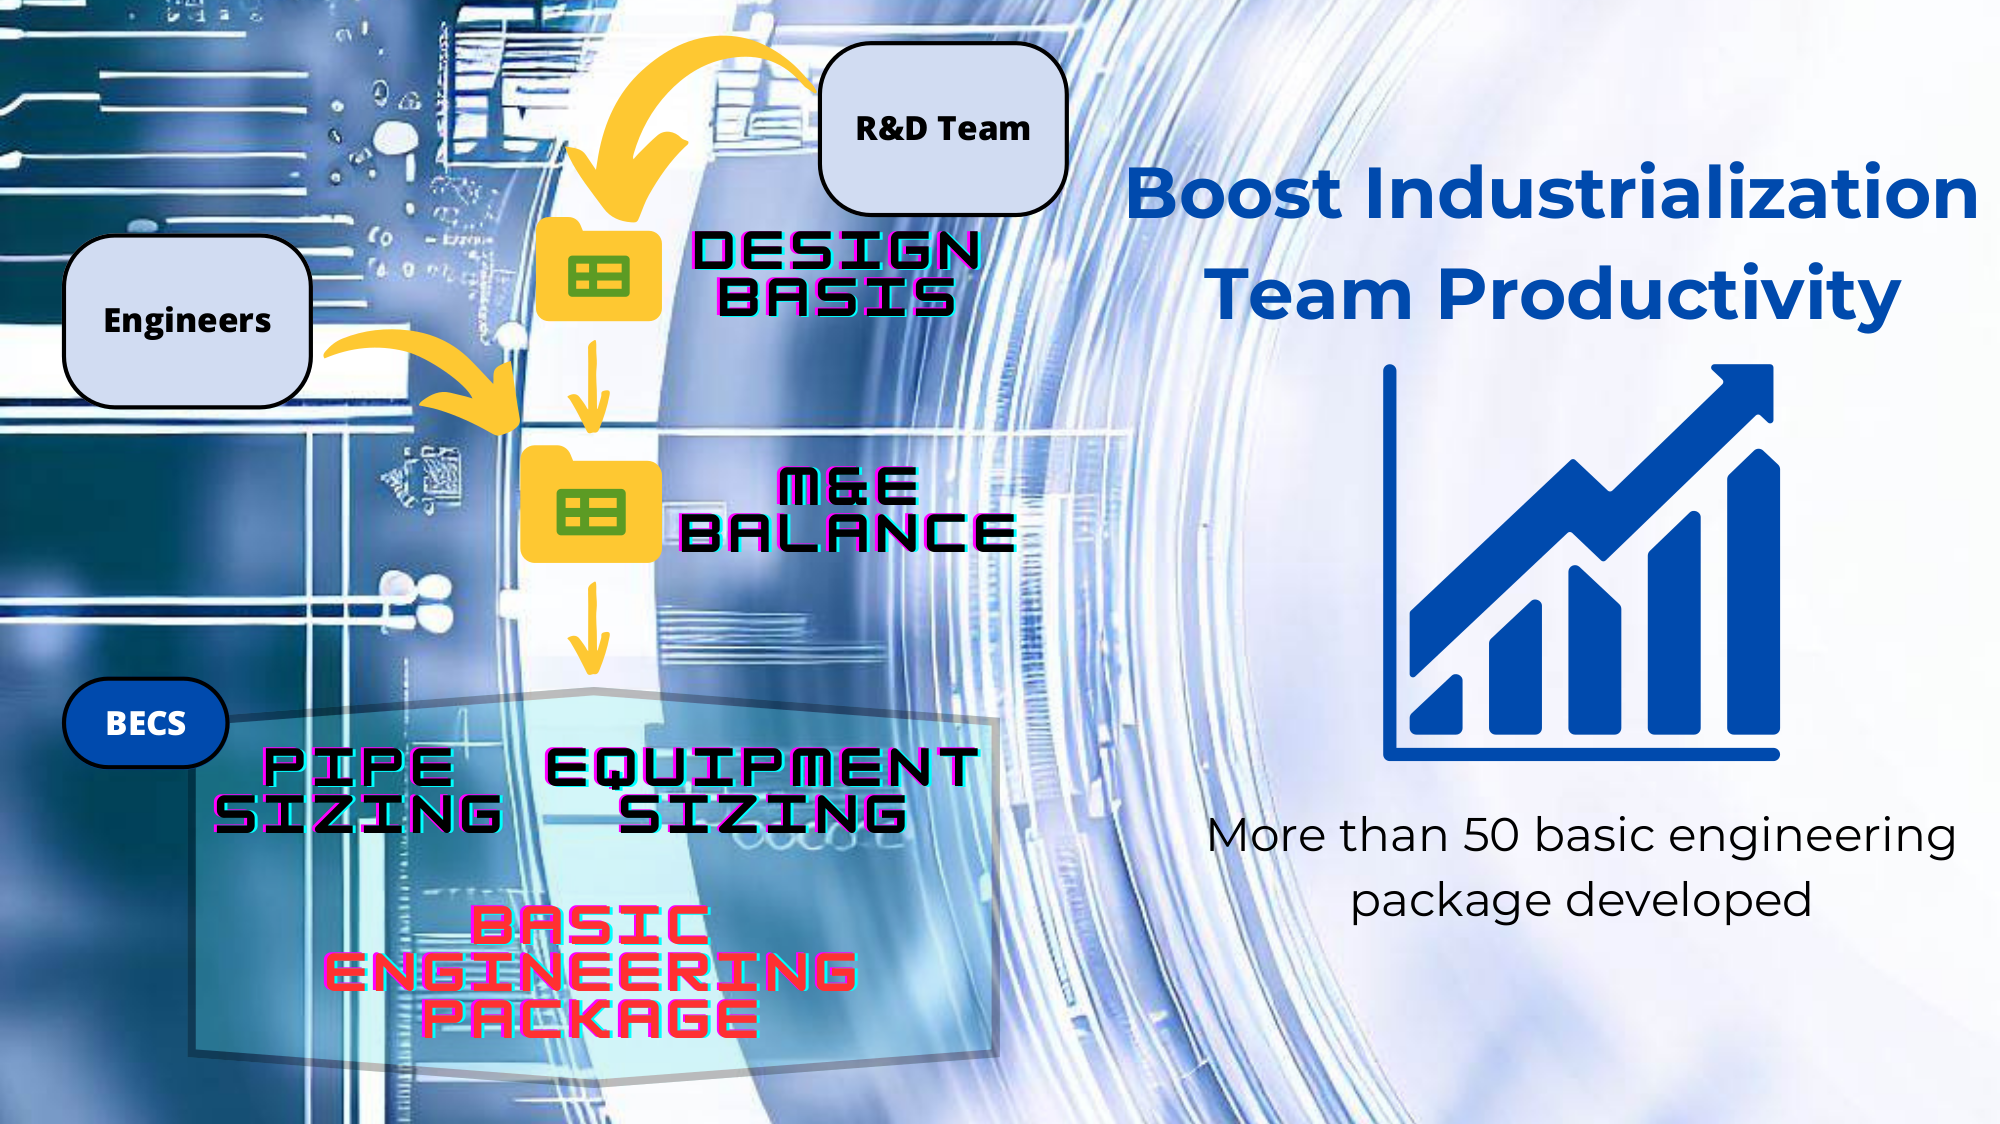 R&D Team
DESIGN
BASIS
Engineers
M&E
BALANCE
BECS
PIPE
SIZING
EQUIPMENT
SIZING
BASIC
ENGINEERING
PACKAGE
Boost Industrialization
Team Productivity
More than 50 basic engineering
package developed